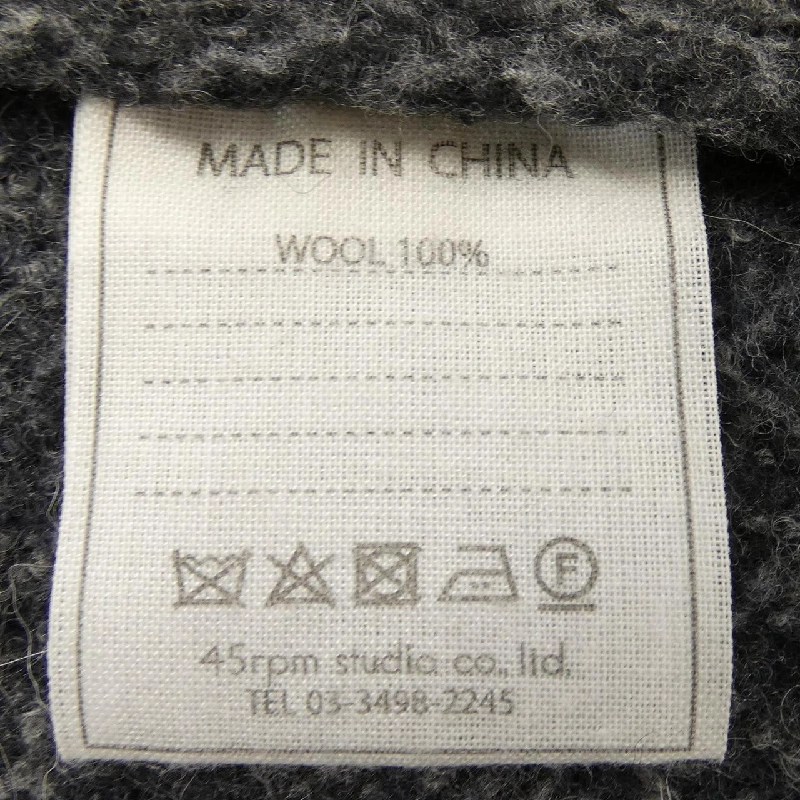 MADE IN CHINA
WOOL 100%
F
45rpm studio co., ltd.
TEL 03-3498-2245